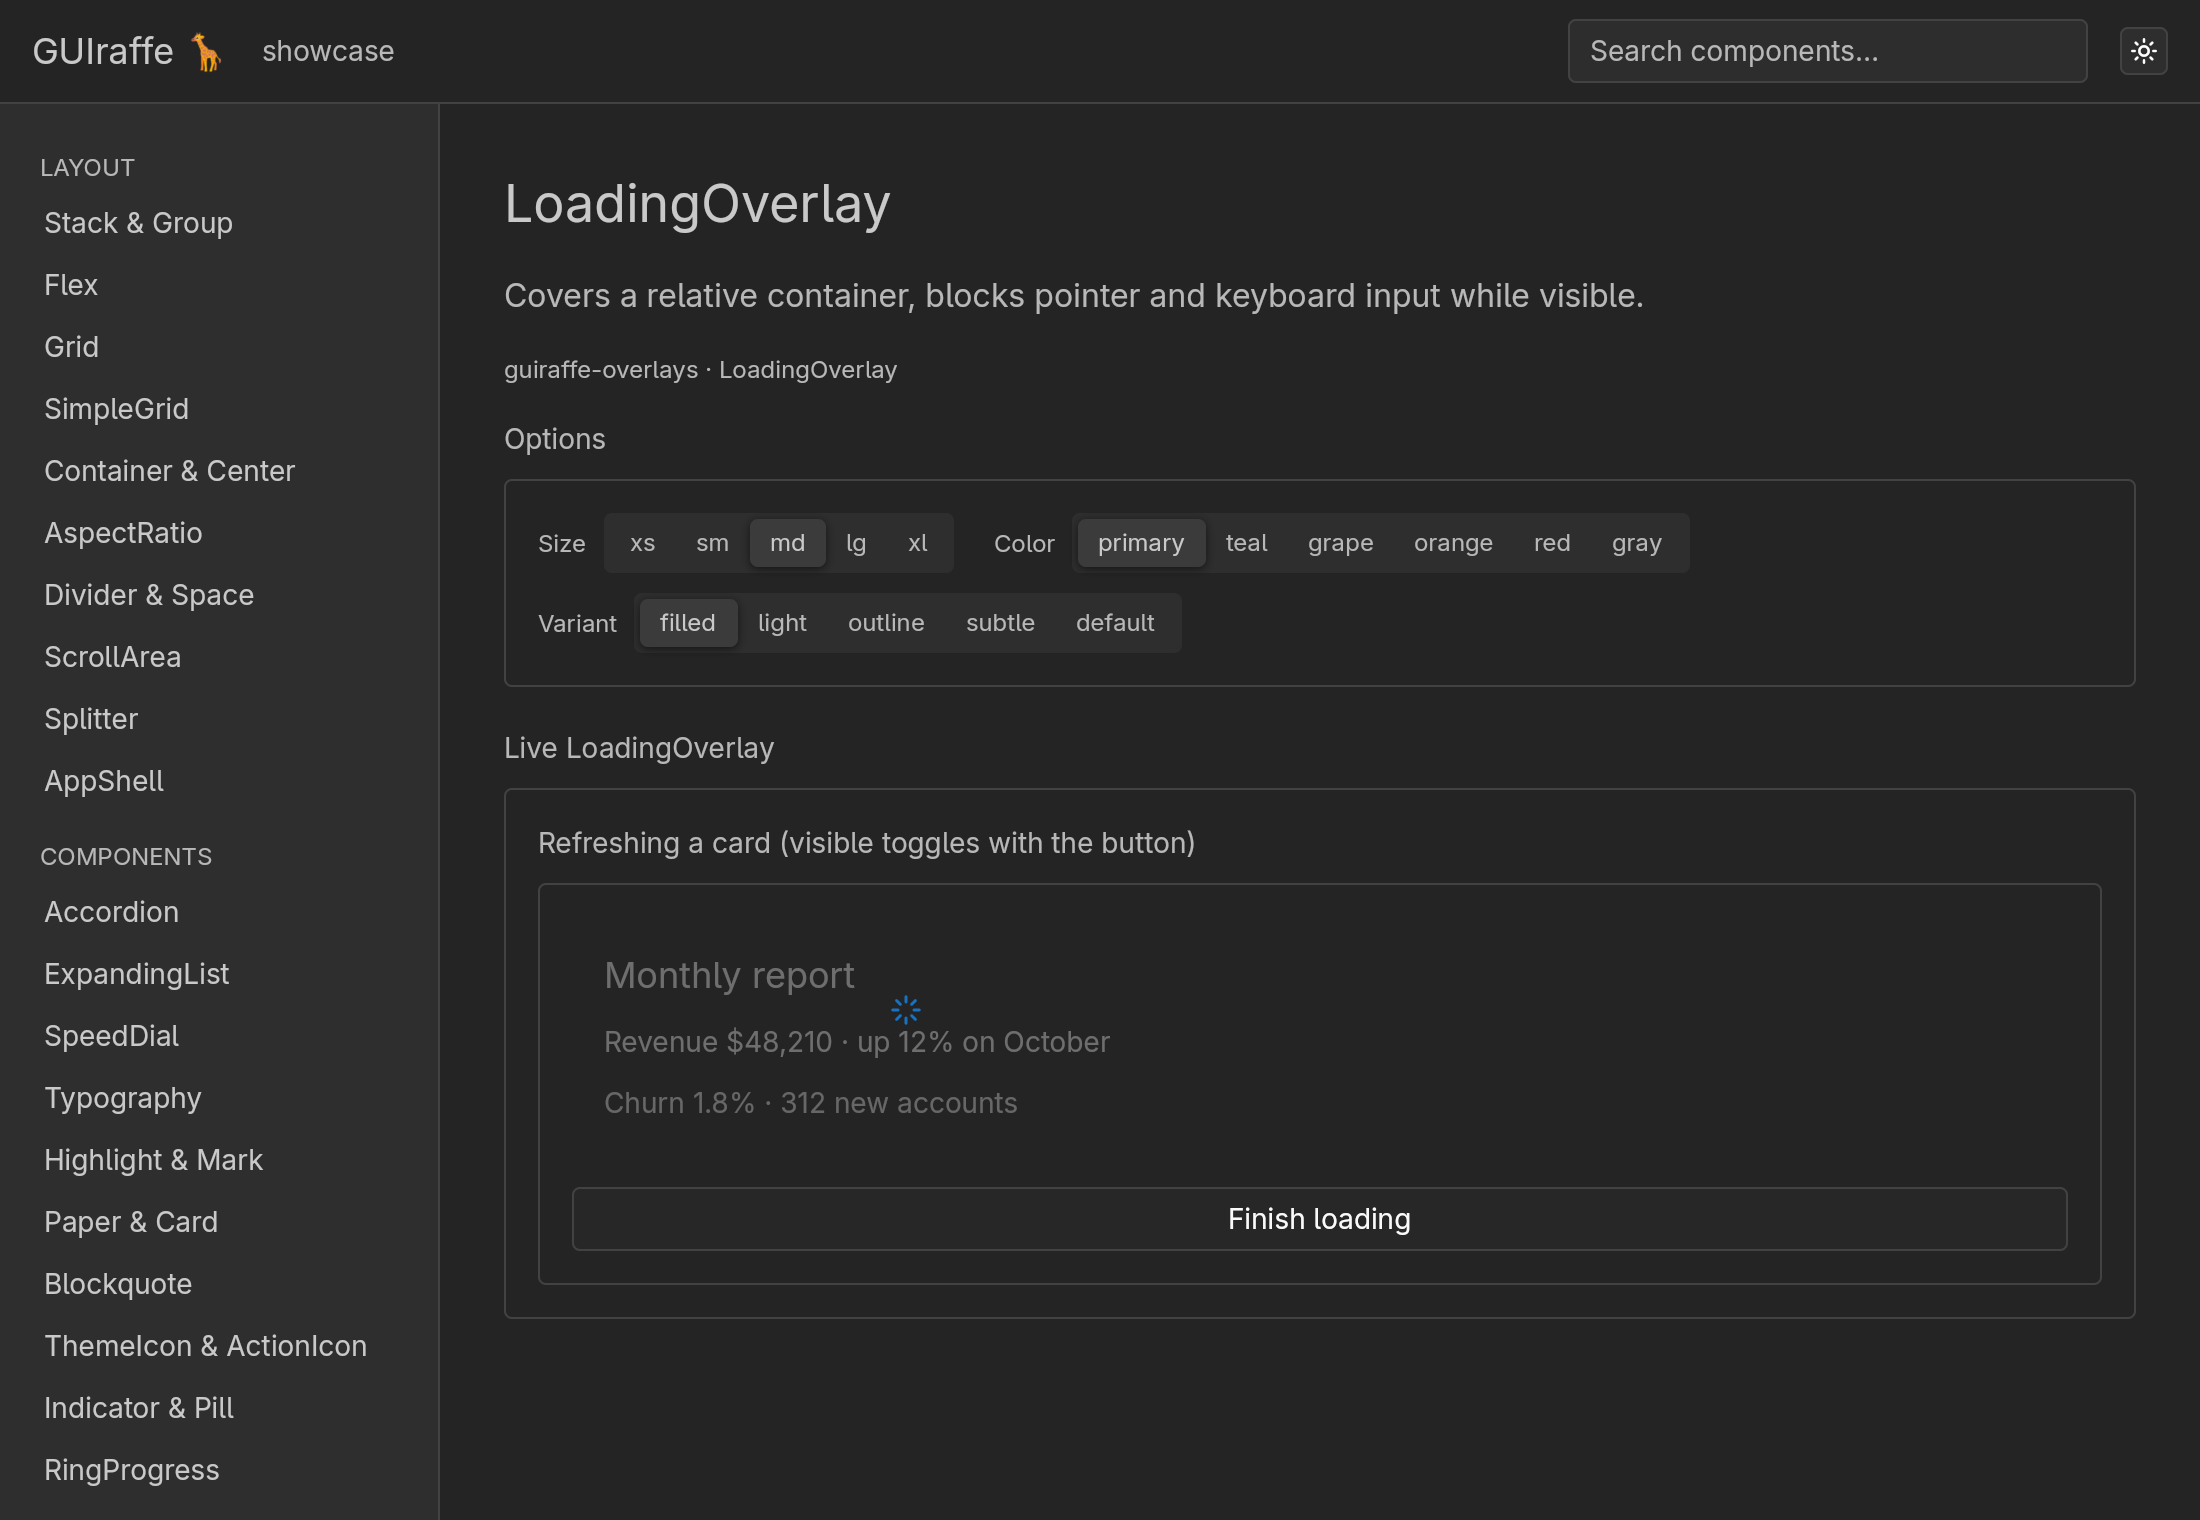 GUIraffe 🦒 showcase
Search components...
LAYOUT
Stack & Group
Flex
Grid
SimpleGrid
Container & Center
AspectRatio
Divider & Space
ScrollArea
Splitter
AppShell
COMPONENTS
Accordion
ExpandingList
SpeedDial
Typography
Highlight & Mark
Paper & Card
Blockquote
ThemeIcon & ActionIcon
Indicator & Pill
RingProgress
LoadingOverlay
Covers a relative container, blocks pointer and keyboard input while visible.
guiraffe-overlays · LoadingOverlay
Options
Size xs sm md lg xl Color primary teal grape orange red gray
Variant filled light outline subtle default
Live LoadingOverlay
Refreshing a card (visible toggles with the button)
Monthly report
Revenue $48,210 · up 12% on October
Churn 1.8% · 312 new accounts
Finish loading